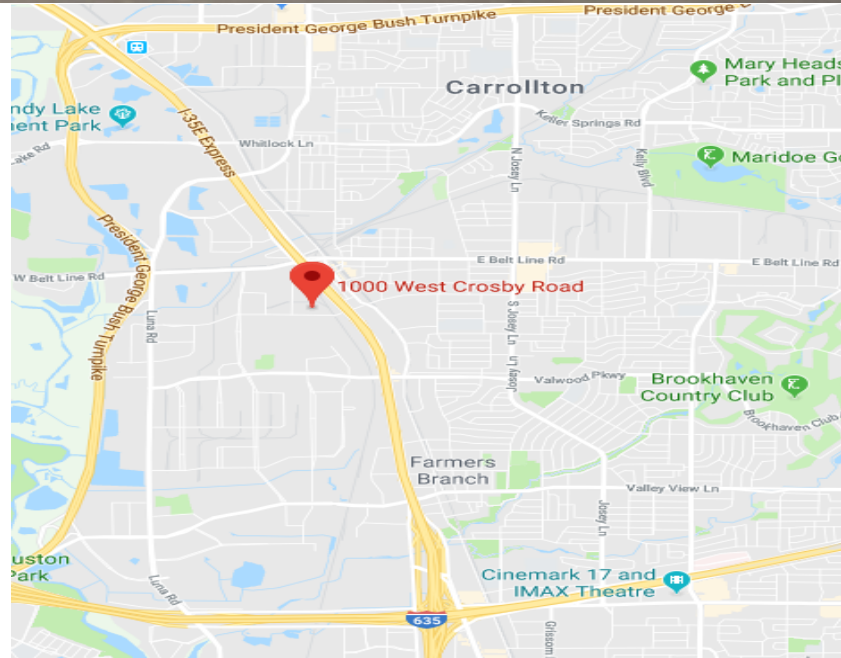 President George Bush Turnpike
President George B
Mary Heads
Park and Pl
Carrollton
ndy Lake
ment Park
Keller Springs Rd
I-35E Express
Whitlock Ln
N Josey Ln
Kelly Blvd
Lake Rd
Maridoe Go
President George Bush Turnpike
E Belt Line Rd
E Belt Line Rd
W Belt Line Rd
1000 West Crosby Road
Luna Rd
S Josey Ln
Josey Ln
Valwood Pkwy
Brookhaven
Country Club
Brookhaven Club
Farmers
Branch
Valley View Ln
Josey Ln
uston
Park
Luna Rd
Cinemark 17 and
IMAX Theatre
635
Grissom